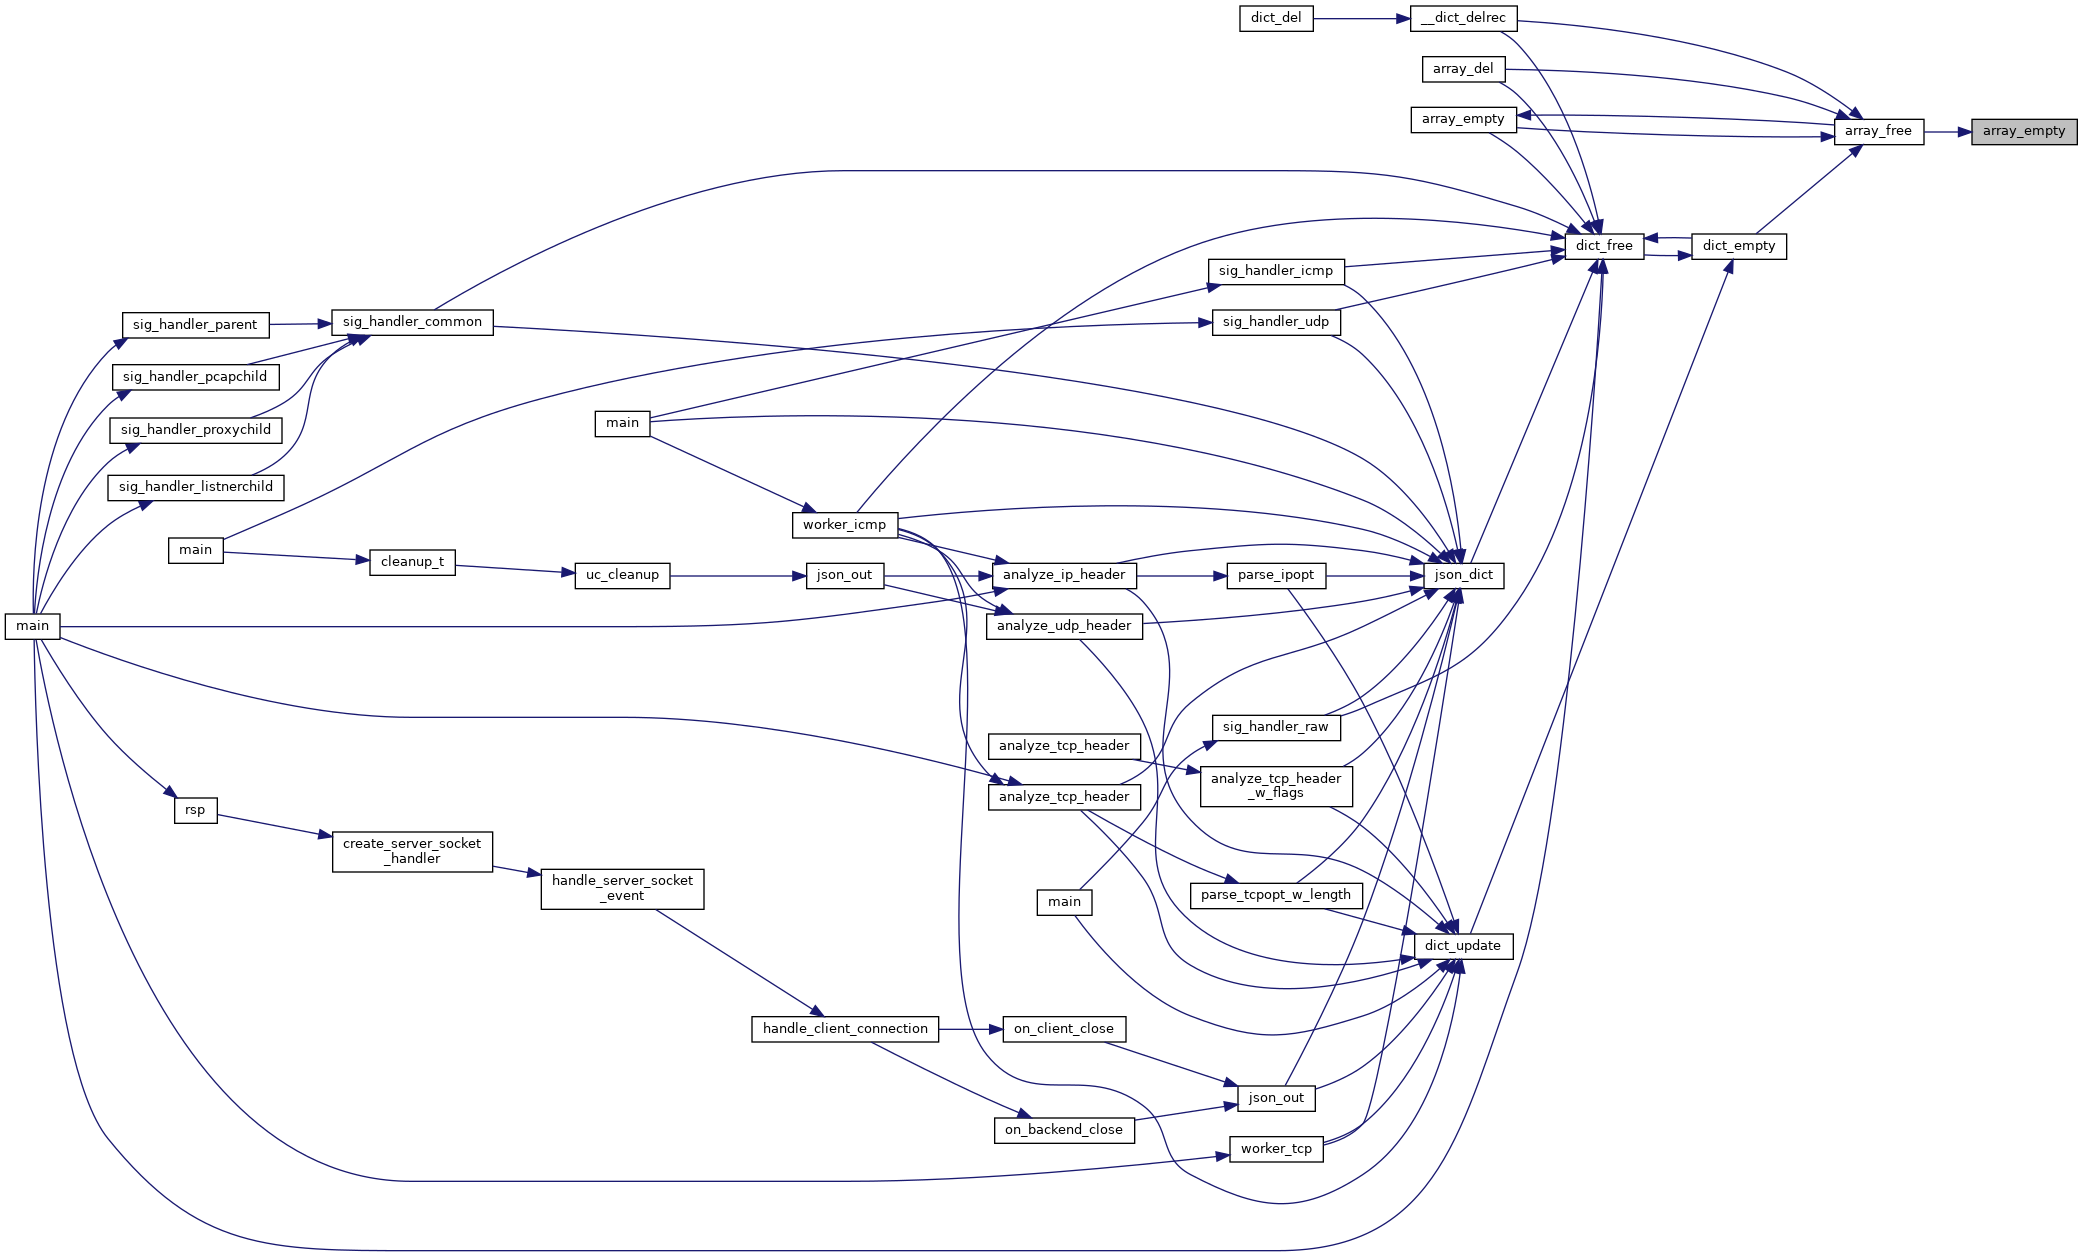 dict_del
__dict_delrec
array_del
array_empty
array_free
array_empty
dict_free
dict_empty
sig_handler_icmp
sig_handler_udp
sig_handler_common
sig_handler_parent
sig_handler_pcapchild
sig_handler_proxychild
sig_handler_listnerchild
main
worker_icmp
main
cleanup_t
uc_cleanup
json_out
analyze_ip_header
parse_ipopt
json_dict
main
analyze_udp_header
sig_handler_raw
analyze_tcp_header
analyze_tcp_header
_w_flags
analyze_tcp_header
rsp
create_server_socket
_handler
handle_server_socket
_event
main
parse_tcpopt_w_length
dict_update
handle_client_connection
on_client_close
json_out
on_backend_close
worker_tcp